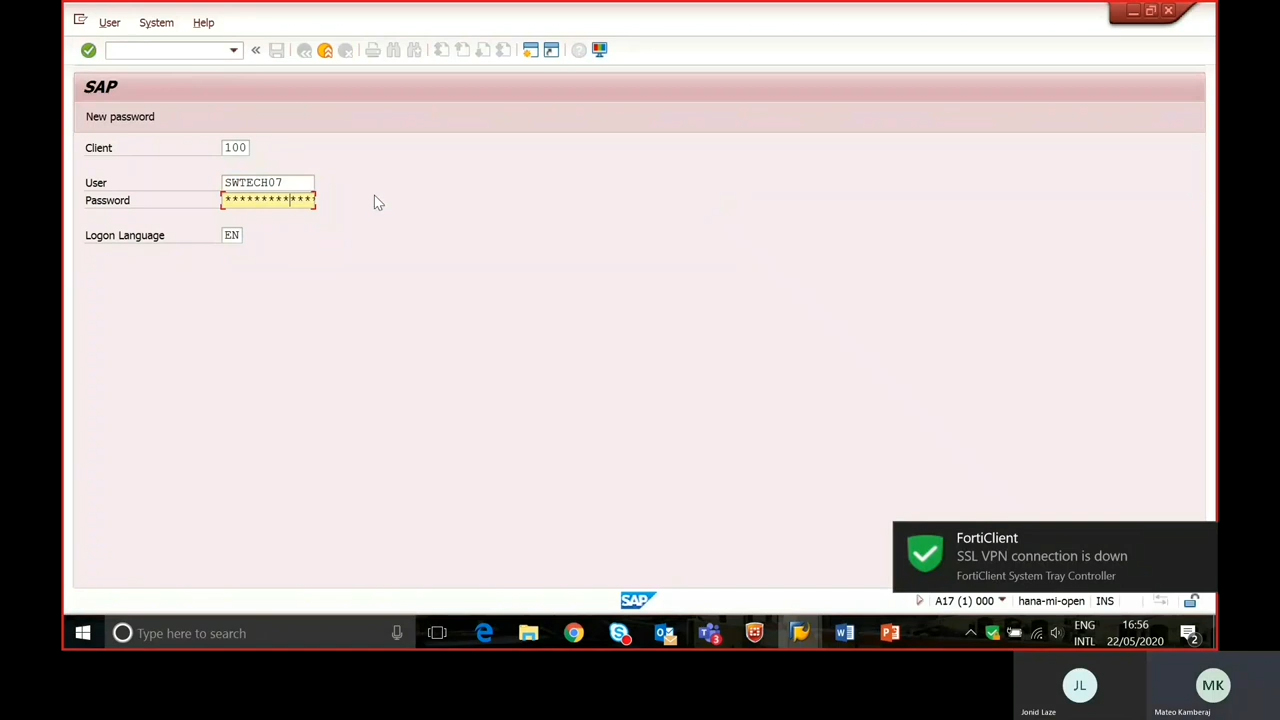 User System Help
SAP
New password
Client 100
User SWTECH07
Password *************
Logon Language EN
FortiClient
SSL VPN connection is down
FortiClient System Tray Controller
SAP A17 (1) 000 hana-mi-open INS
Type here to search 3 ENG 16:56
INTL 22/05/2020 2
JL MK
Jonid Laze Mateo Kamberaj